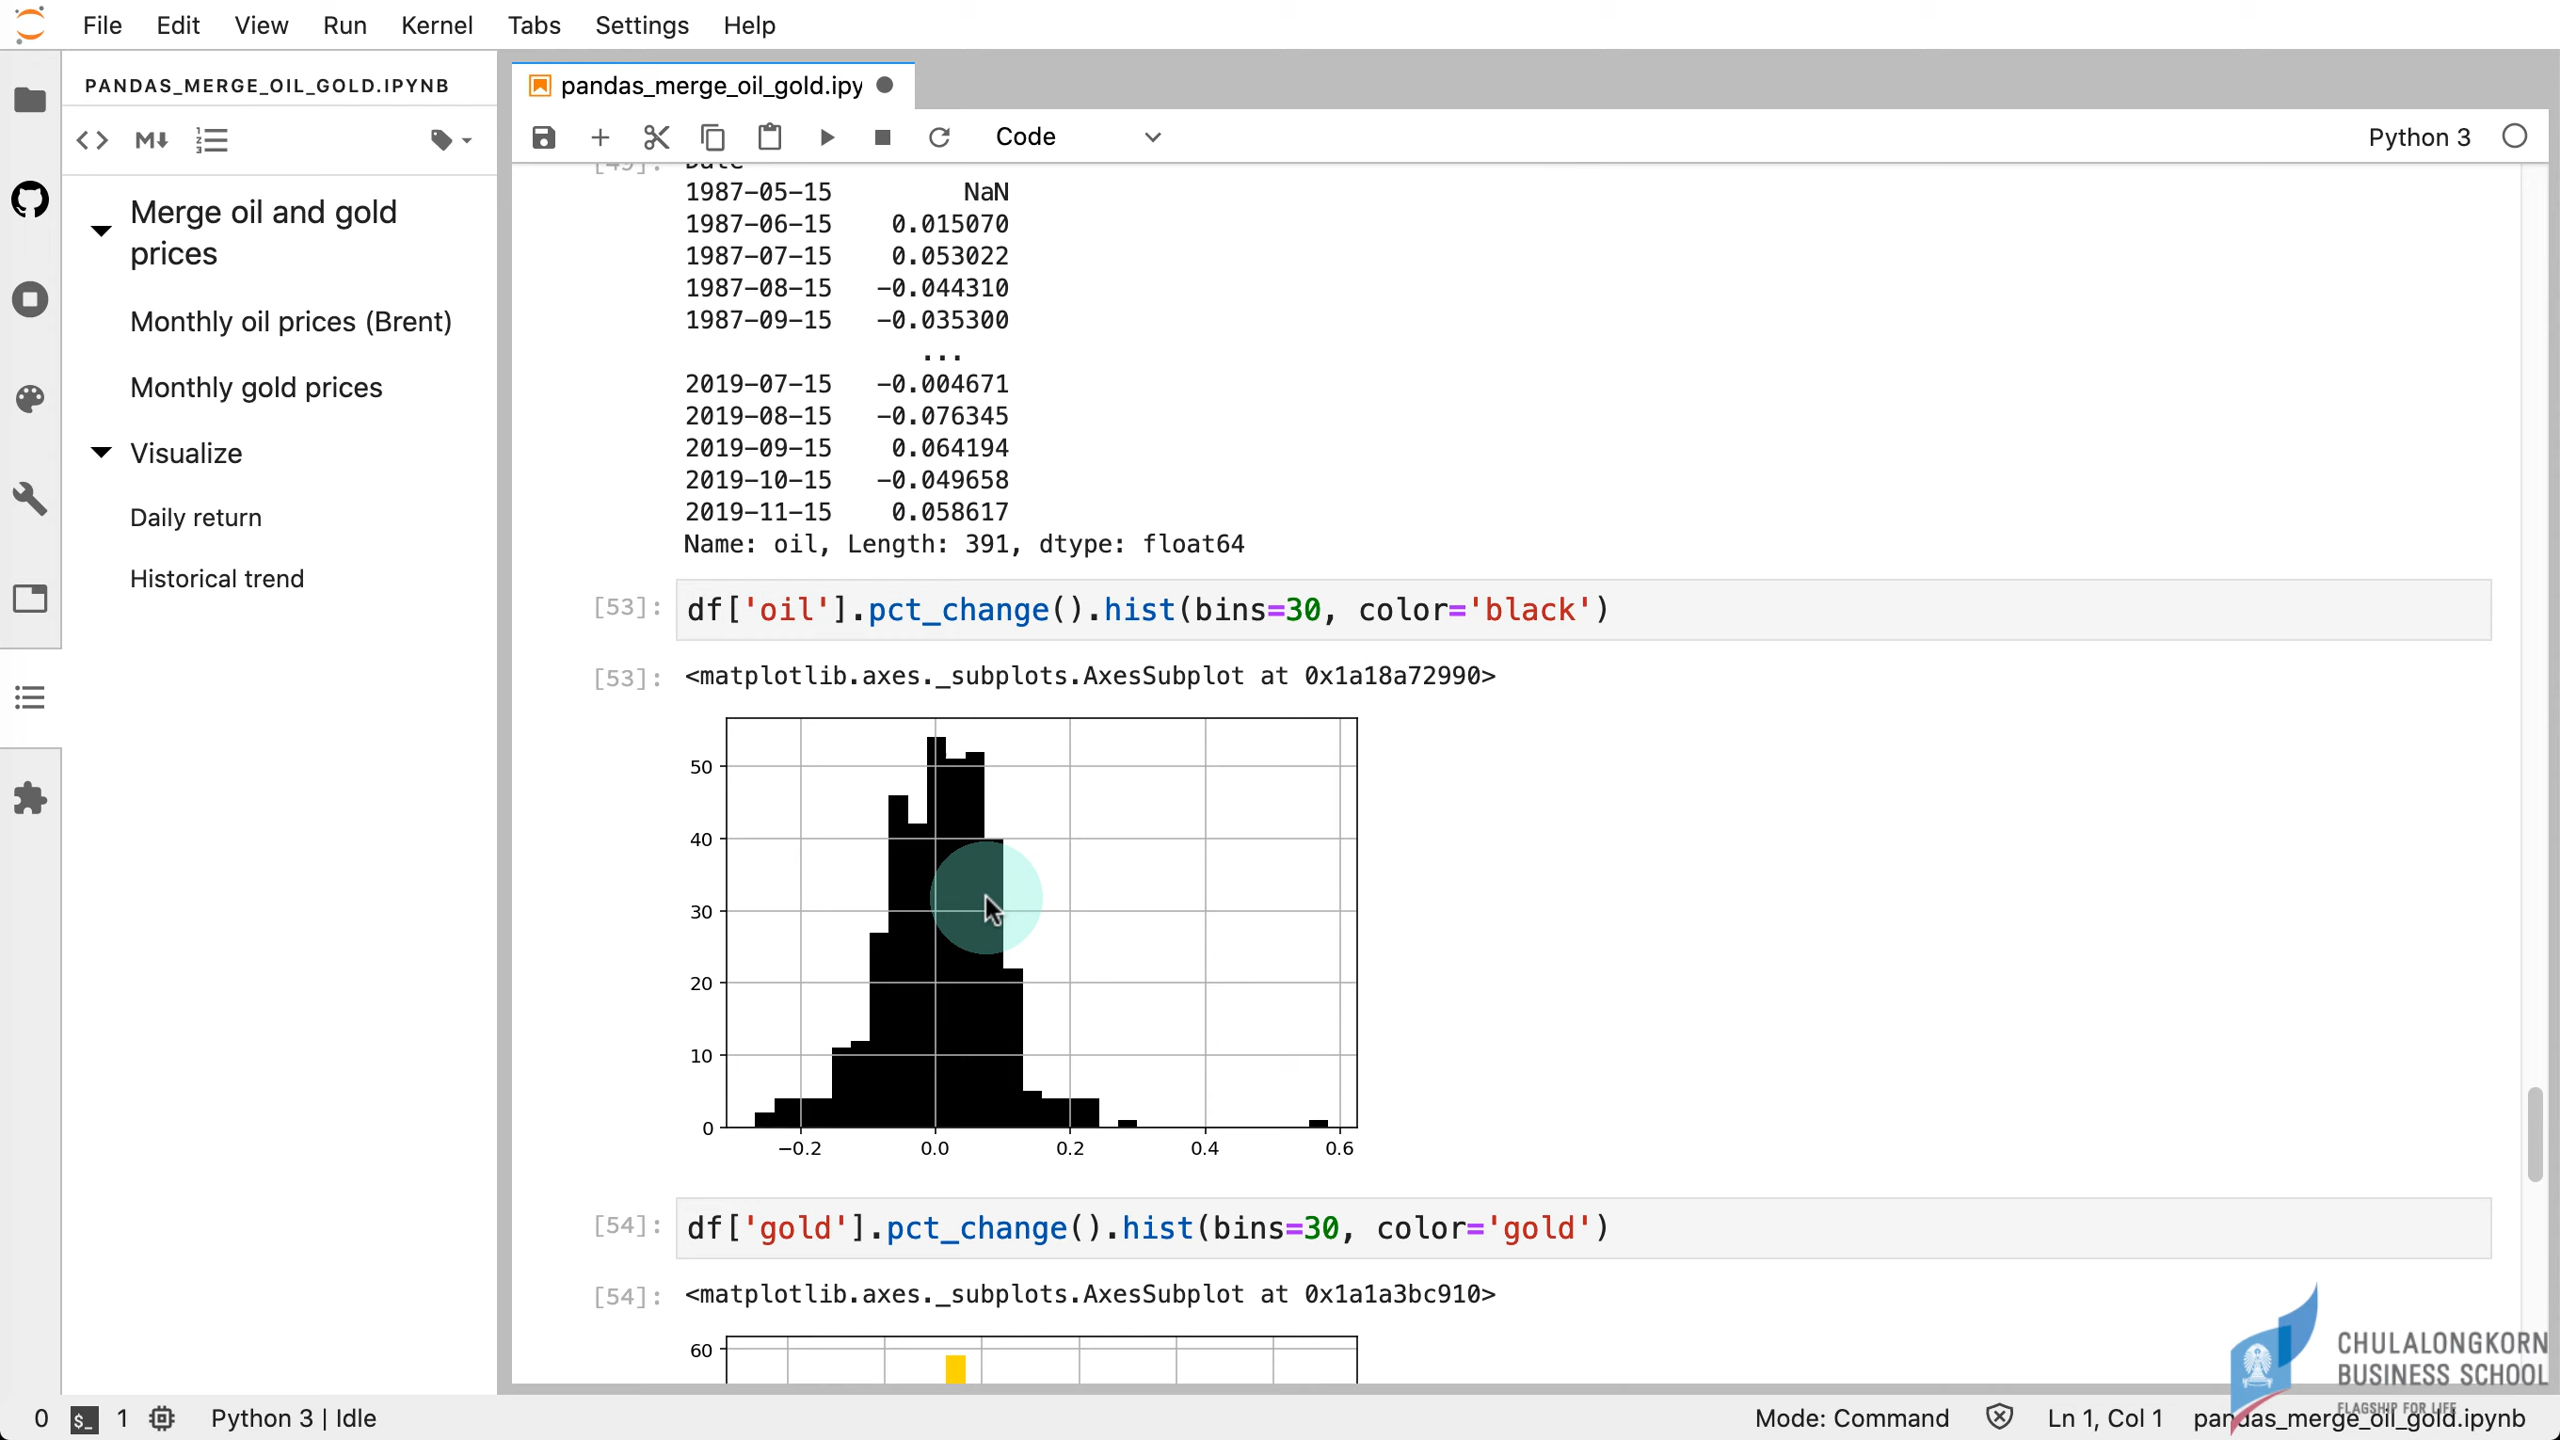 File Edit View Run Kernel Tabs Settings Help
PANDAS_MERGE_OIL_GOLD.IPYNB
Merge oil and gold
prices
Monthly oil prices (Brent)
Monthly gold prices
Visualize
Daily return
Historical trend
pandas_merge_oil_gold.ipy
Code
Python 3
[49]: Date
1987-05-15 NaN
1987-06-15 0.015070
1987-07-15 0.053022
1987-08-15 -0.044310
1987-09-15 -0.035300
...
2019-07-15 -0.004671
2019-08-15 -0.076345
2019-09-15 0.064194
2019-10-15 -0.049658
2019-11-15 0.058617
Name: oil, Length: 391, dtype: float64
[53]: df['oil'].pct_change().hist(bins=30, color='black')
[53]: <matplotlib.axes._subplots.AxesSubplot at 0x1a18a72990>
50
40
30
20
10
0
-0.2 0.0 0.2 0.4 0.6
[54]: df['gold'].pct_change().hist(bins=30, color='gold')
[54]: <matplotlib.axes._subplots.AxesSubplot at 0x1a1a3bc910>
60
CHULALONGKORN
BUSINESS SCHOOL
FLAGSHIP FOR LIFE
0 $_ 1 Python 3 | Idle Mode: Command Ln 1, Col 1 pandas_merge_oil_gold.ipynb